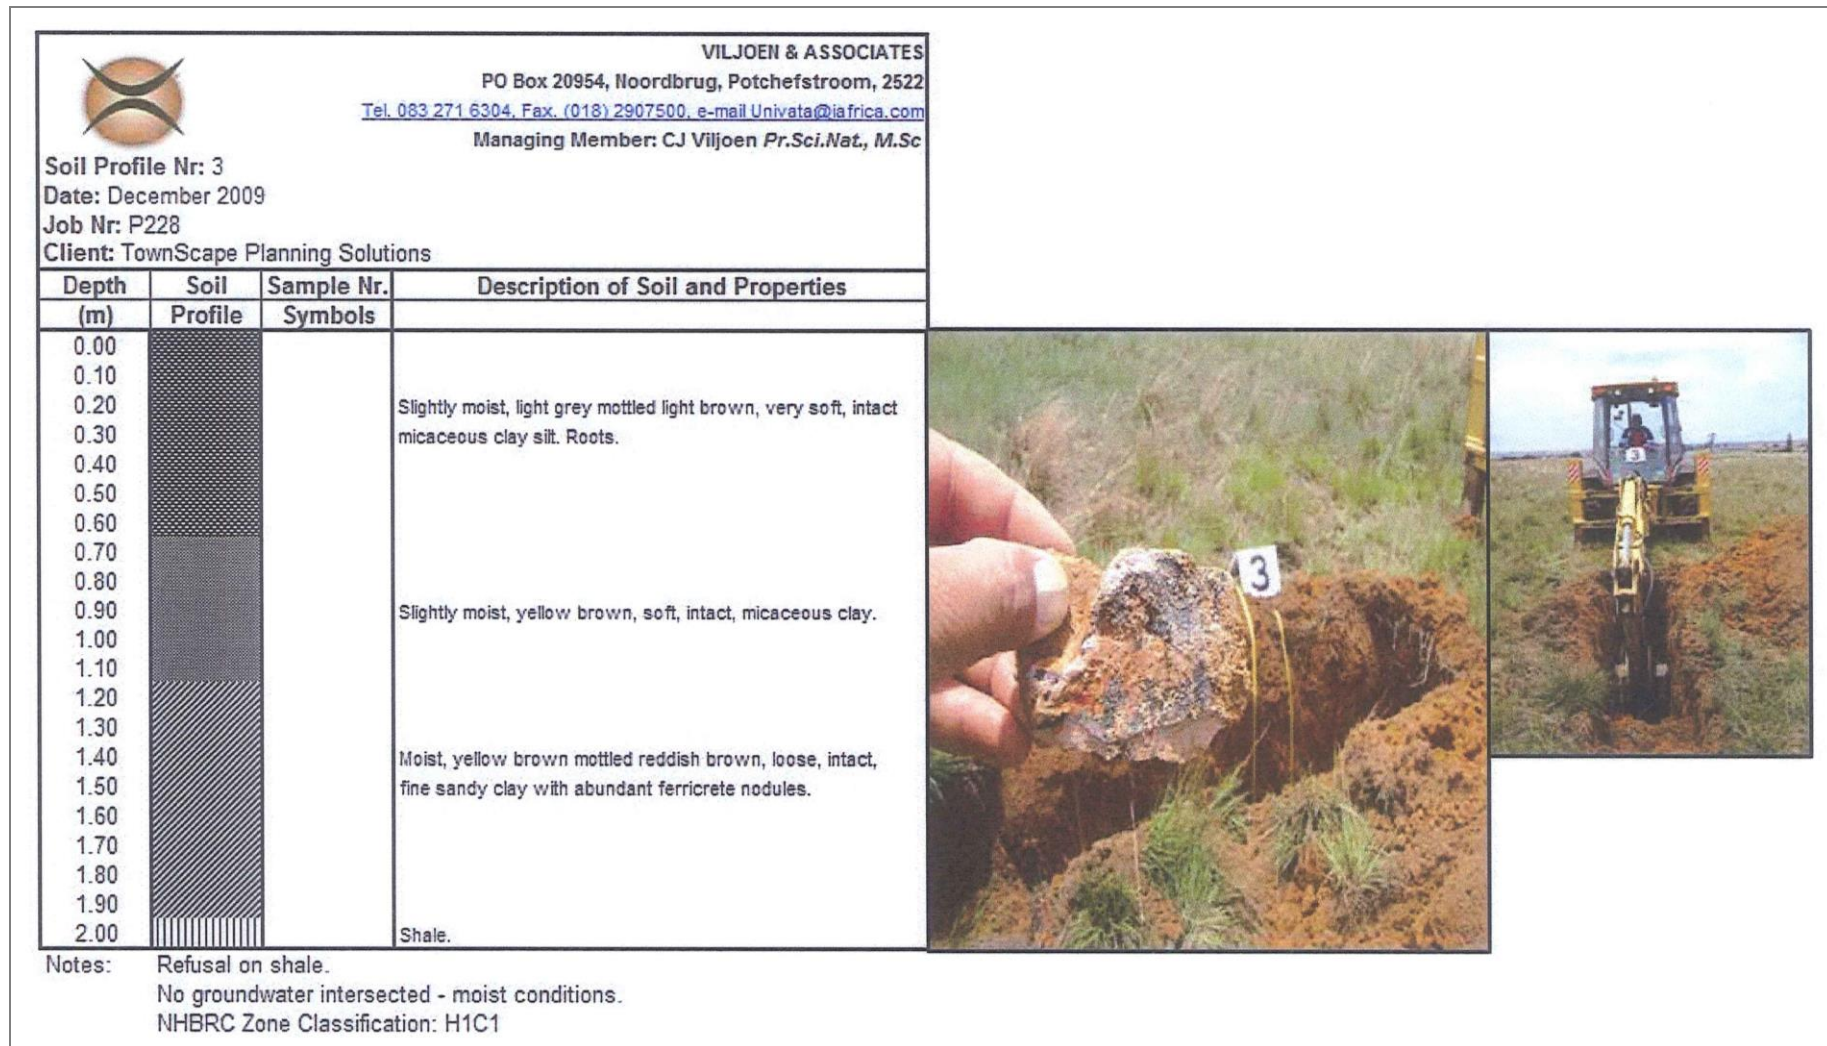 VILJOEN & ASSOCIATES
PO Box 20954, Noordbrug, Potchefstroom, 2522
Tel. 083 271 6304, Fax. (018) 2907500, e-mail Univata@iafrica.com
Managing Member: CJ Viljoen Pr.Sci.Nat., M.Sc
Soil Profile Nr: 3
Date: December 2009
Job Nr: P228
Client: TownScape Planning Solutions
Depth Soil Sample Nr. Description of Soil and Properties
(m) Profile Symbols
0.00
0.10
0.20 Slightly moist, light grey mottled light brown, very soft, intact
0.30 micaceous clay silt. Roots.
0.40
0.50
0.60
0.70
0.80
0.90 Slightly moist, yellow brown, soft, intact, micaceous clay.
1.00
1.10
1.20
1.30
1.40 Moist, yellow brown mottled reddish brown, loose, intact,
1.50 fine sandy clay with abundant ferricrete nodules.
1.60
1.70
1.80
1.90
2.00 Shale.
3
3
Notes: Refusal on shale.
No groundwater intersected - moist conditions.
NHBRC Zone Classification: H1C1